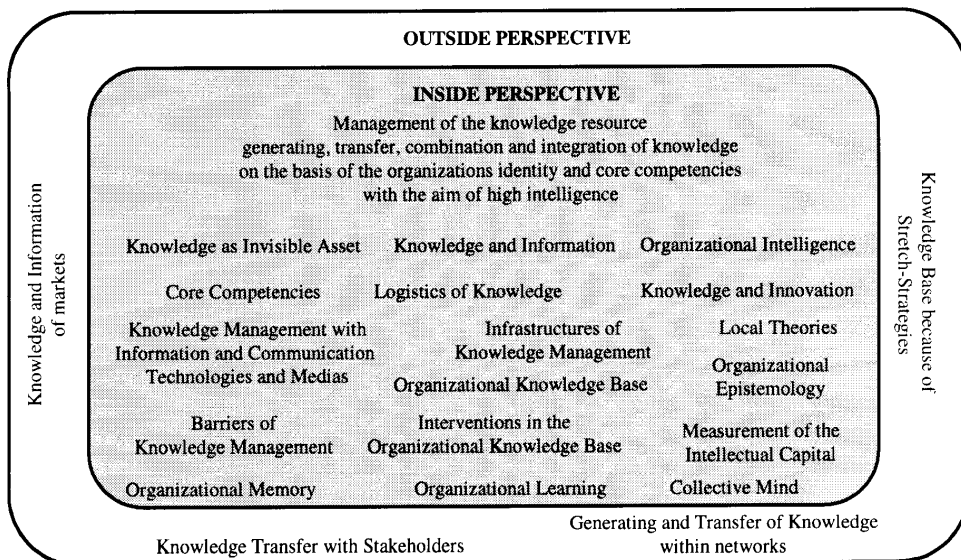 OUTSIDE PERSPECTIVE
INSIDE PERSPECTIVE
Management of the knowledge resource
generating, transfer, combination and integration of knowledge
on the basis of the organizations identity and core competencies
with the aim of high intelligence
Knowledge as Invisible Asset
Knowledge and Information
Organizational Intelligence
Core Competencies
Logistics of Knowledge
Knowledge and Innovation
Knowledge Management with
Information and Communication
Technologies and Medias
Infrastructures of
Knowledge Management
Local Theories
Organizational Knowledge Base
Organizational
Epistemology
Barriers of
Knowledge Management
Interventions in the
Organizational Knowledge Base
Measurement of the
Intellectual Capital
Organizational Memory
Organizational Learning
Collective Mind
Knowledge and Information
of markets
Knowledge Base because of
Stretch-Strategies
Knowledge Transfer with Stakeholders
Generating and Transfer of Knowledge
within networks